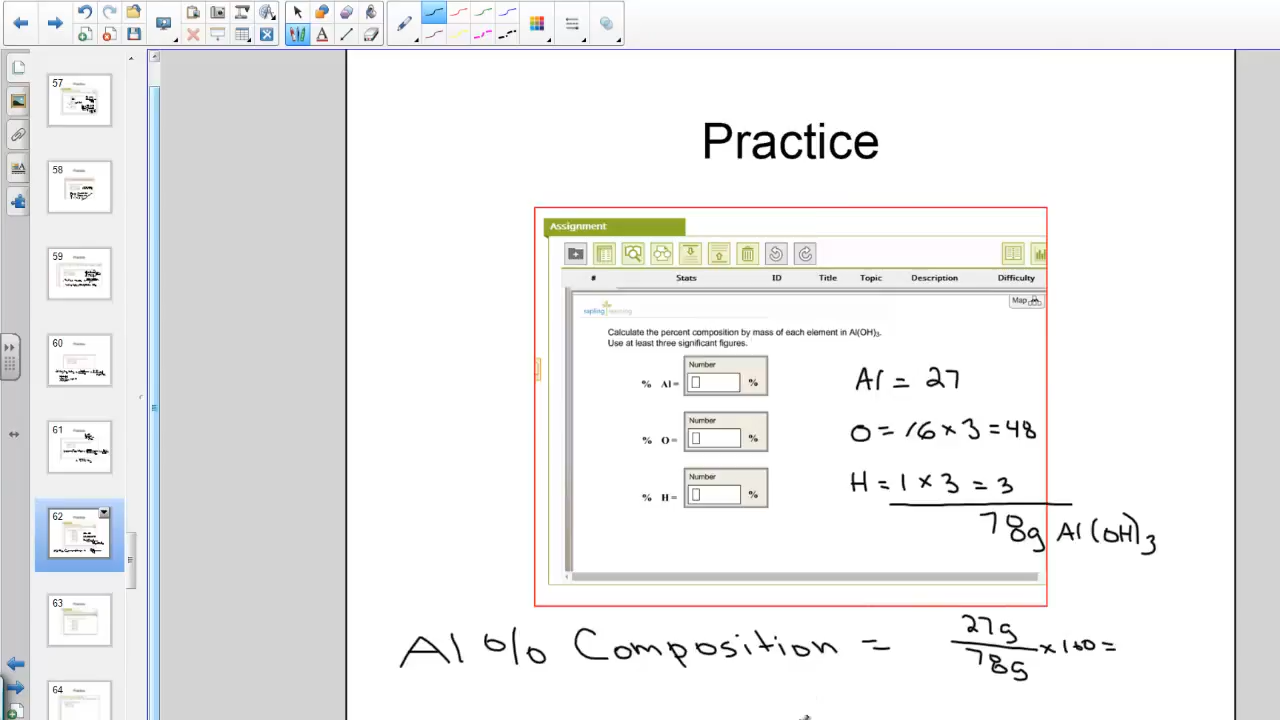 57
58
59
60
61
62
63
64
Practice
Assignment
# Stats ID Title Topic Description Difficulty
Map
sapling learning
Calculate the percent composition by mass of each element in Al(OH)₃.
Use at least three significant figures.
Number
% Al = %
Number
% O = %
Number
% H = %
Al = 27
O = 16 × 3 = 48
H = 1 × 3 = 3
78g Al(OH)₃
Al % Composition = 27g/78g × 100 =